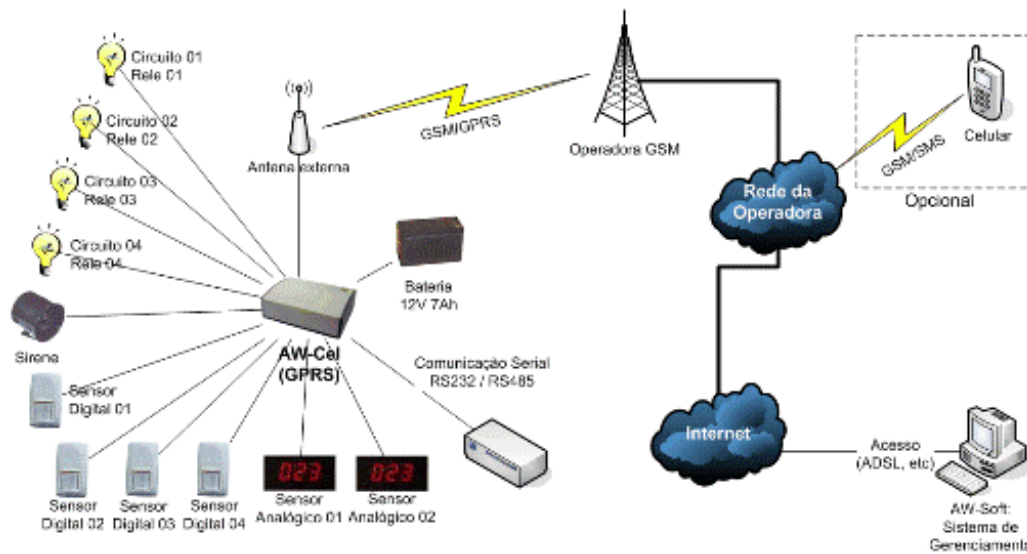 Circuito 01
Rele 01
Circuito 02
Rele 02
Circuito 03
Rele 03
Circuito 04
Rele 04
Sirene
Sensor
Digital 01
Sensor
Digital 02
Sensor
Digital 03
Sensor
Digital 04
023
Sensor
Analógico 01
023
Sensor
Analógico 02
Antena externa
GSM/GPRS
Bateria
12V 7Ah
AW-Cel
(GPRS)
Comunicação Serial
RS232 / RS485
Operadora GSM
Rede da
Operadora
GSM/SMS
Celular
Opcional
Internet
Acesso
(ADSL, etc)
AW-Soft:
Sistema de
Gerenciamento